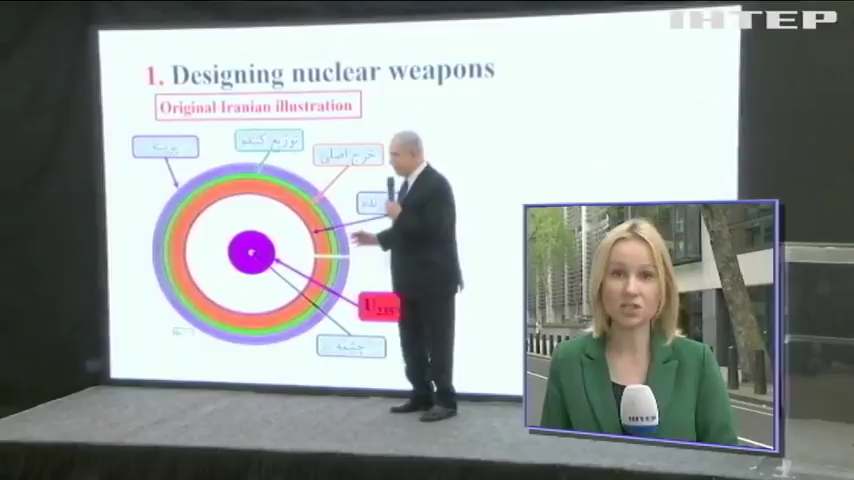 ІНТЕР
1. Designing nuclear weapons
Original Iranian illustration
پوسته
توزیع کننده
خرج اصلی
U235
چشمه
ІНТЕР